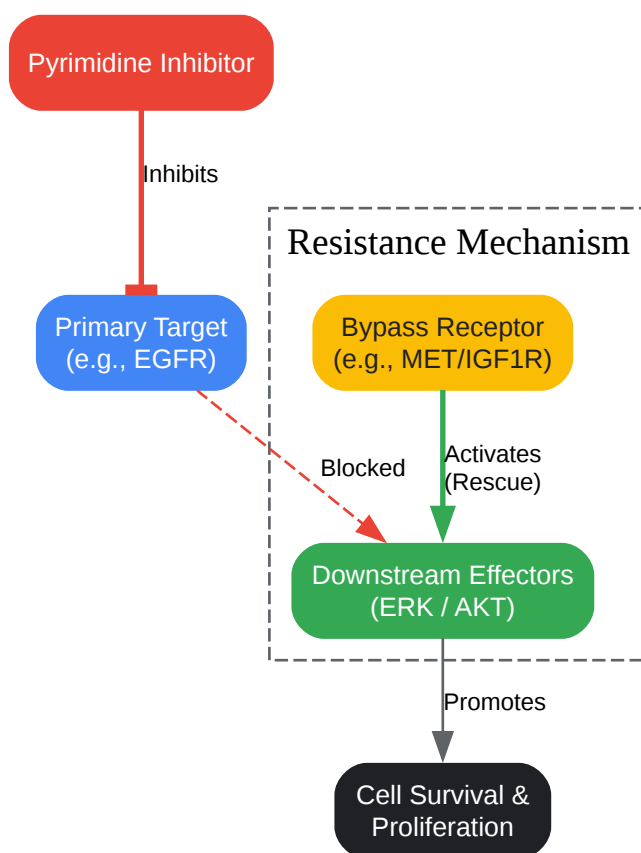 Pyrimidine Inhibitor
Inhibits
Resistance Mechanism
Primary Target
(e.g., EGFR)
Bypass Receptor
(e.g., MET/IGF1R)
Blocked
Activates
(Rescue)
Downstream Effectors
(ERK / AKT)
Promotes
Cell Survival &
Proliferation